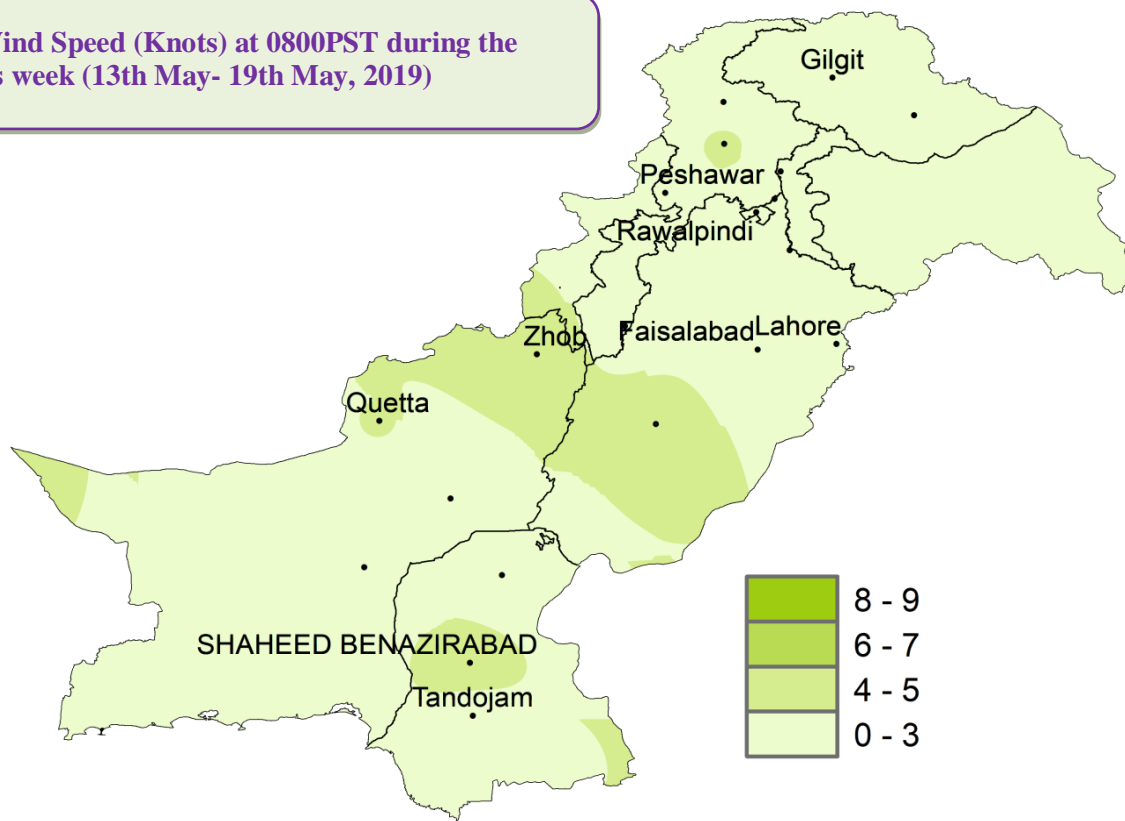 Wind Speed (Knots) at 0800PST during the
week (13th May- 19th May, 2019)
Gilgit
Peshawar
Rawalpindi
Zhob
Faisalabad
Lahore
Quetta
SHAHEED BENAZIRABAD
Tandojam
8 - 9
6 - 7
4 - 5
0 - 3